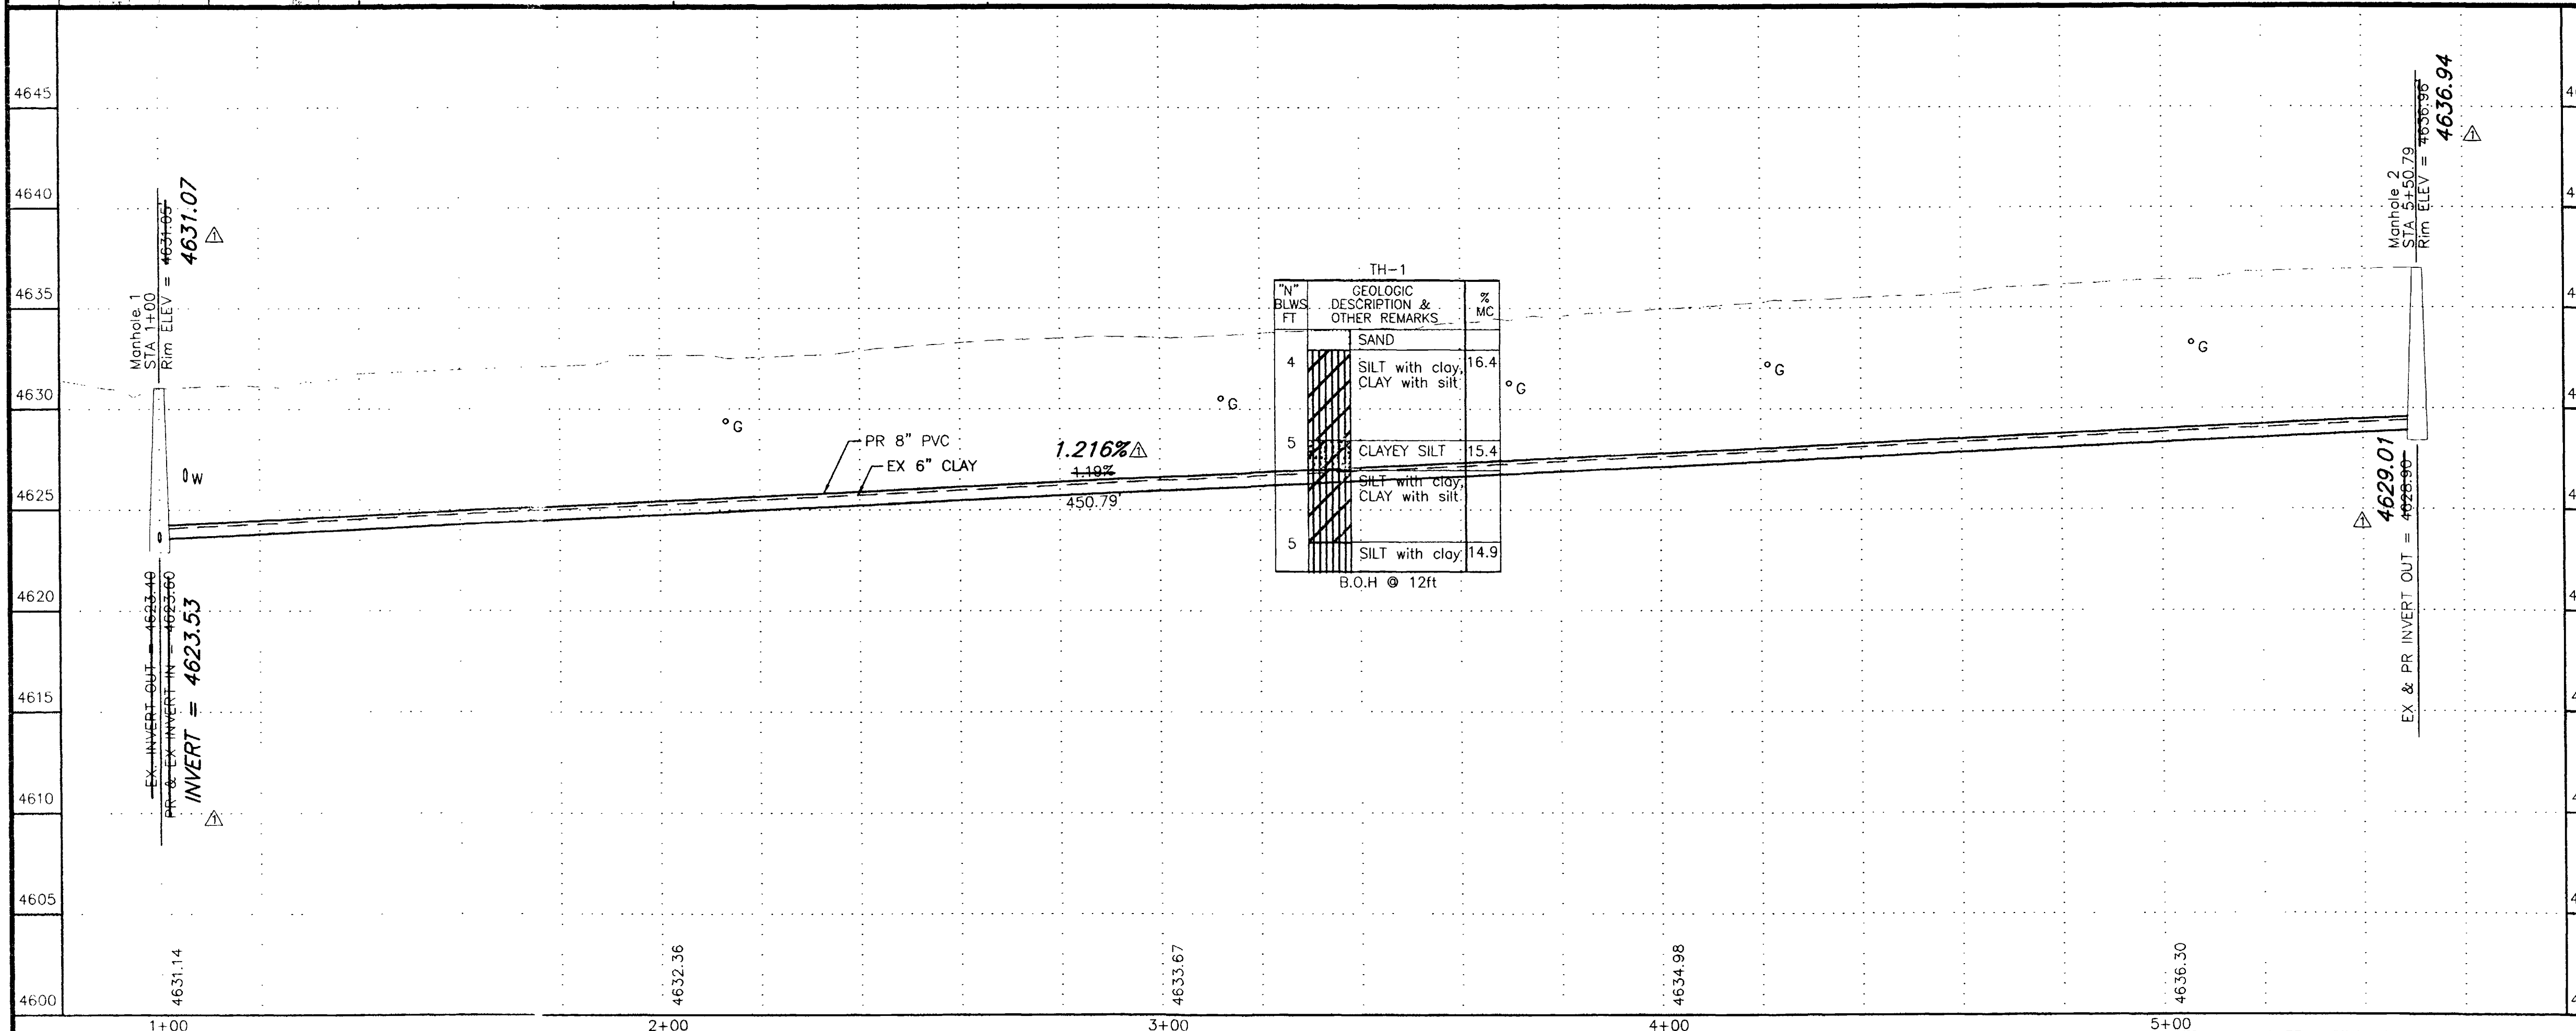 4645
4640
4635
4630
4625
4620
4615
4610
4605
4600
Manhole 1
STA 1+00
Rim ELEV = 4631.05'
4631.07
1
W
EX. INVERT OUT = 4623.40
PR & EX INVERT IN = 4623.60
INVERT = 4623.53
1
G
PR 8" PVC
EX 6" CLAY
1.216% 1
1.19%
450.79'
G
TH-1
"N" BLWS FT
GEOLOGIC DESCRIPTION & OTHER REMARKS
% MC
SAND
4 SILT with clay, 16.4
CLAY with silt
5 CLAYEY SILT 15.4
SILT with clay,
CLAY with silt
5 SILT with clay 14.9
B.O.H @ 12ft
G
G
G
Manhole 2
STA 5+50.79
Rim ELEV = 4636.96
4636.94
1
EX & PR INVERT OUT = 4628.90
4629.01
1
4631.14
4632.36
4633.67
4634.98
4636.30
1+00
2+00
3+00
4+00
5+00